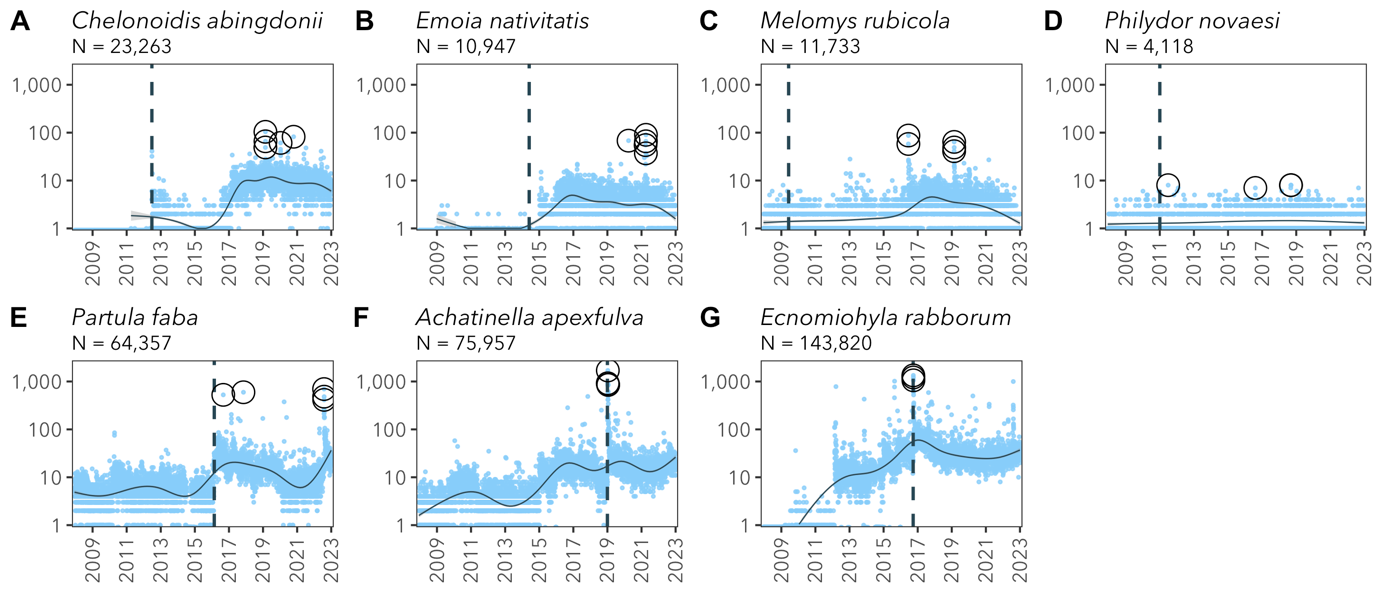 A Chelonoidis abingdonii
N = 23,263
1,000
100
10
1
2009 2011 2013 2015 2017 2019 2021 2023
B Emoia nativitatis
N = 10,947
1,000
100
10
1
2009 2011 2013 2015 2017 2019 2021 2023
C Melomys rubicola
N = 11,733
1,000
100
10
1
2009 2011 2013 2015 2017 2019 2021 2023
D Philydor novaesi
N = 4,118
1,000
100
10
1
2009 2011 2013 2015 2017 2019 2021 2023
E Partula faba
N = 64,357
1,000
100
10
1
2009 2011 2013 2015 2017 2019 2021 2023
F Achatinella apexfulva
N = 75,957
1,000
100
10
1
2009 2011 2013 2015 2017 2019 2021 2023
G Ecnomiohyla rabborum
N = 143,820
1,000
100
10
1
2009 2011 2013 2015 2017 2019 2021 2023